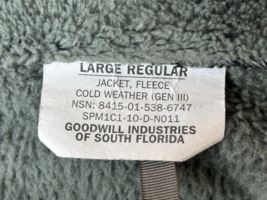 LARGE REGULAR
JACKET, FLEECE
COLD WEATHER (GEN III)
NSN: 8415-01-538-6747
SPM1C1-10-D-N011
GOODWILL INDUSTRIES
OF SOUTH FLORIDA